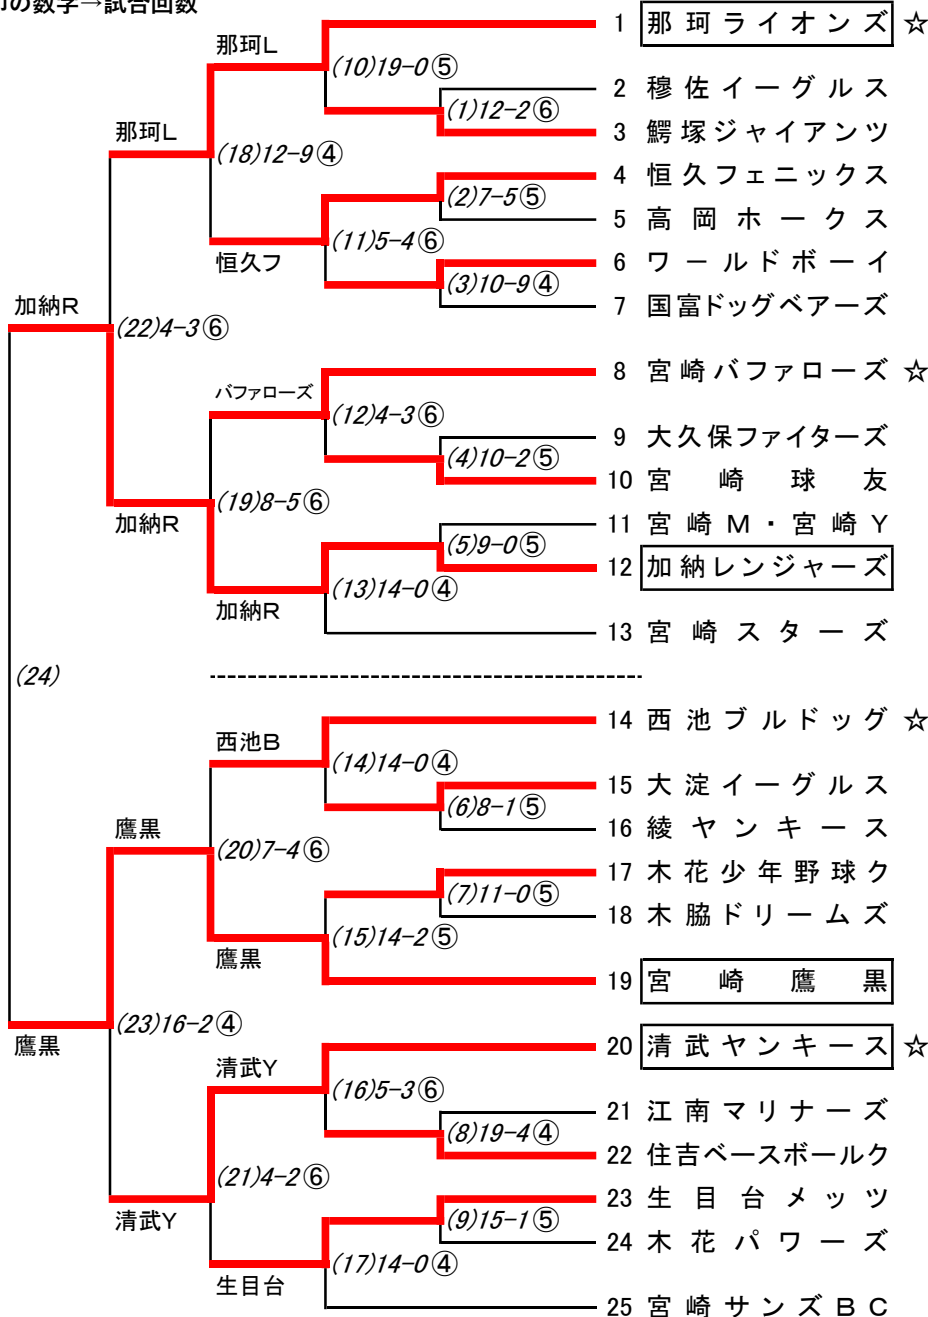 の数字→試合回数
1 那珂ライオンズ ☆
那珂L
(10)19-0⑤
2 穆佐イーグルス
(1)12-2⑥
3 鰐塚ジャイアンツ
那珂L
(18)12-9④
4 恒久フェニックス
(2)7-5⑤
5 高岡ホークス
(11)5-4⑥
恒久フ
6 ワールドボーイ
(3)10-9④
7 国富ドッグベアーズ
加納R
(22)4-3⑥
8 宮崎バファローズ ☆
バファローズ
(12)4-3⑥
9 大久保ファイターズ
(4)10-2⑤
10 宮崎球友
(19)8-5⑥
加納R
11 宮崎M・宮崎Y
(5)9-0⑤
12 加納レンジャーズ
(13)14-0④
加納R
13 宮崎スターズ
(24)
14 西池ブルドッグ ☆
西池B
(14)14-0④
15 大淀イーグルス
(6)8-1⑤
16 綾ヤンキース
鷹黒
(20)7-4⑥
17 木花少年野球ク
(7)11-0⑤
18 木脇ドリームズ
(15)14-2⑤
鷹黒
19 宮崎鷹黒
(23)16-2④
鷹黒
20 清武ヤンキース ☆
清武Y
(16)5-3⑥
21 江南マリナーズ
(8)19-4④
22 住吉ベースボールク
(21)4-2⑥
清武Y
23 生目台メッツ
(9)15-1⑤
24 木花パワーズ
(17)14-0④
生目台
25 宮崎サンズBC